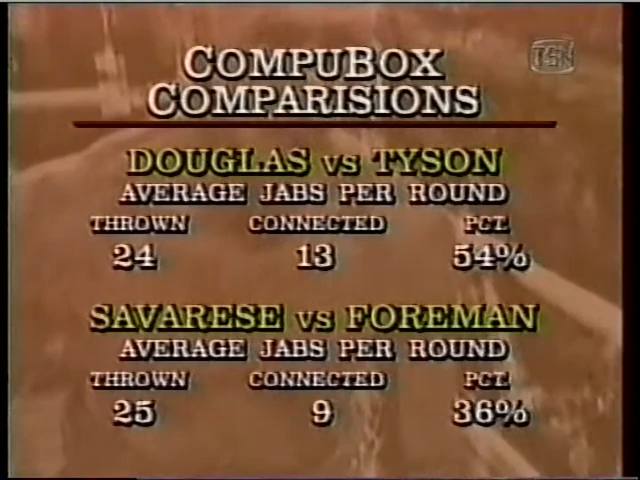 TSN
COMPUBOX
COMPARISIONS
DOUGLAS VS TYSON
AVERAGE JABS PER ROUND
THROWN CONNECTED PCT.
24 13 54%
SAVARESE VS FOREMAN
AVERAGE JABS PER ROUND
THROWN CONNECTED PCT.
25 9 36%